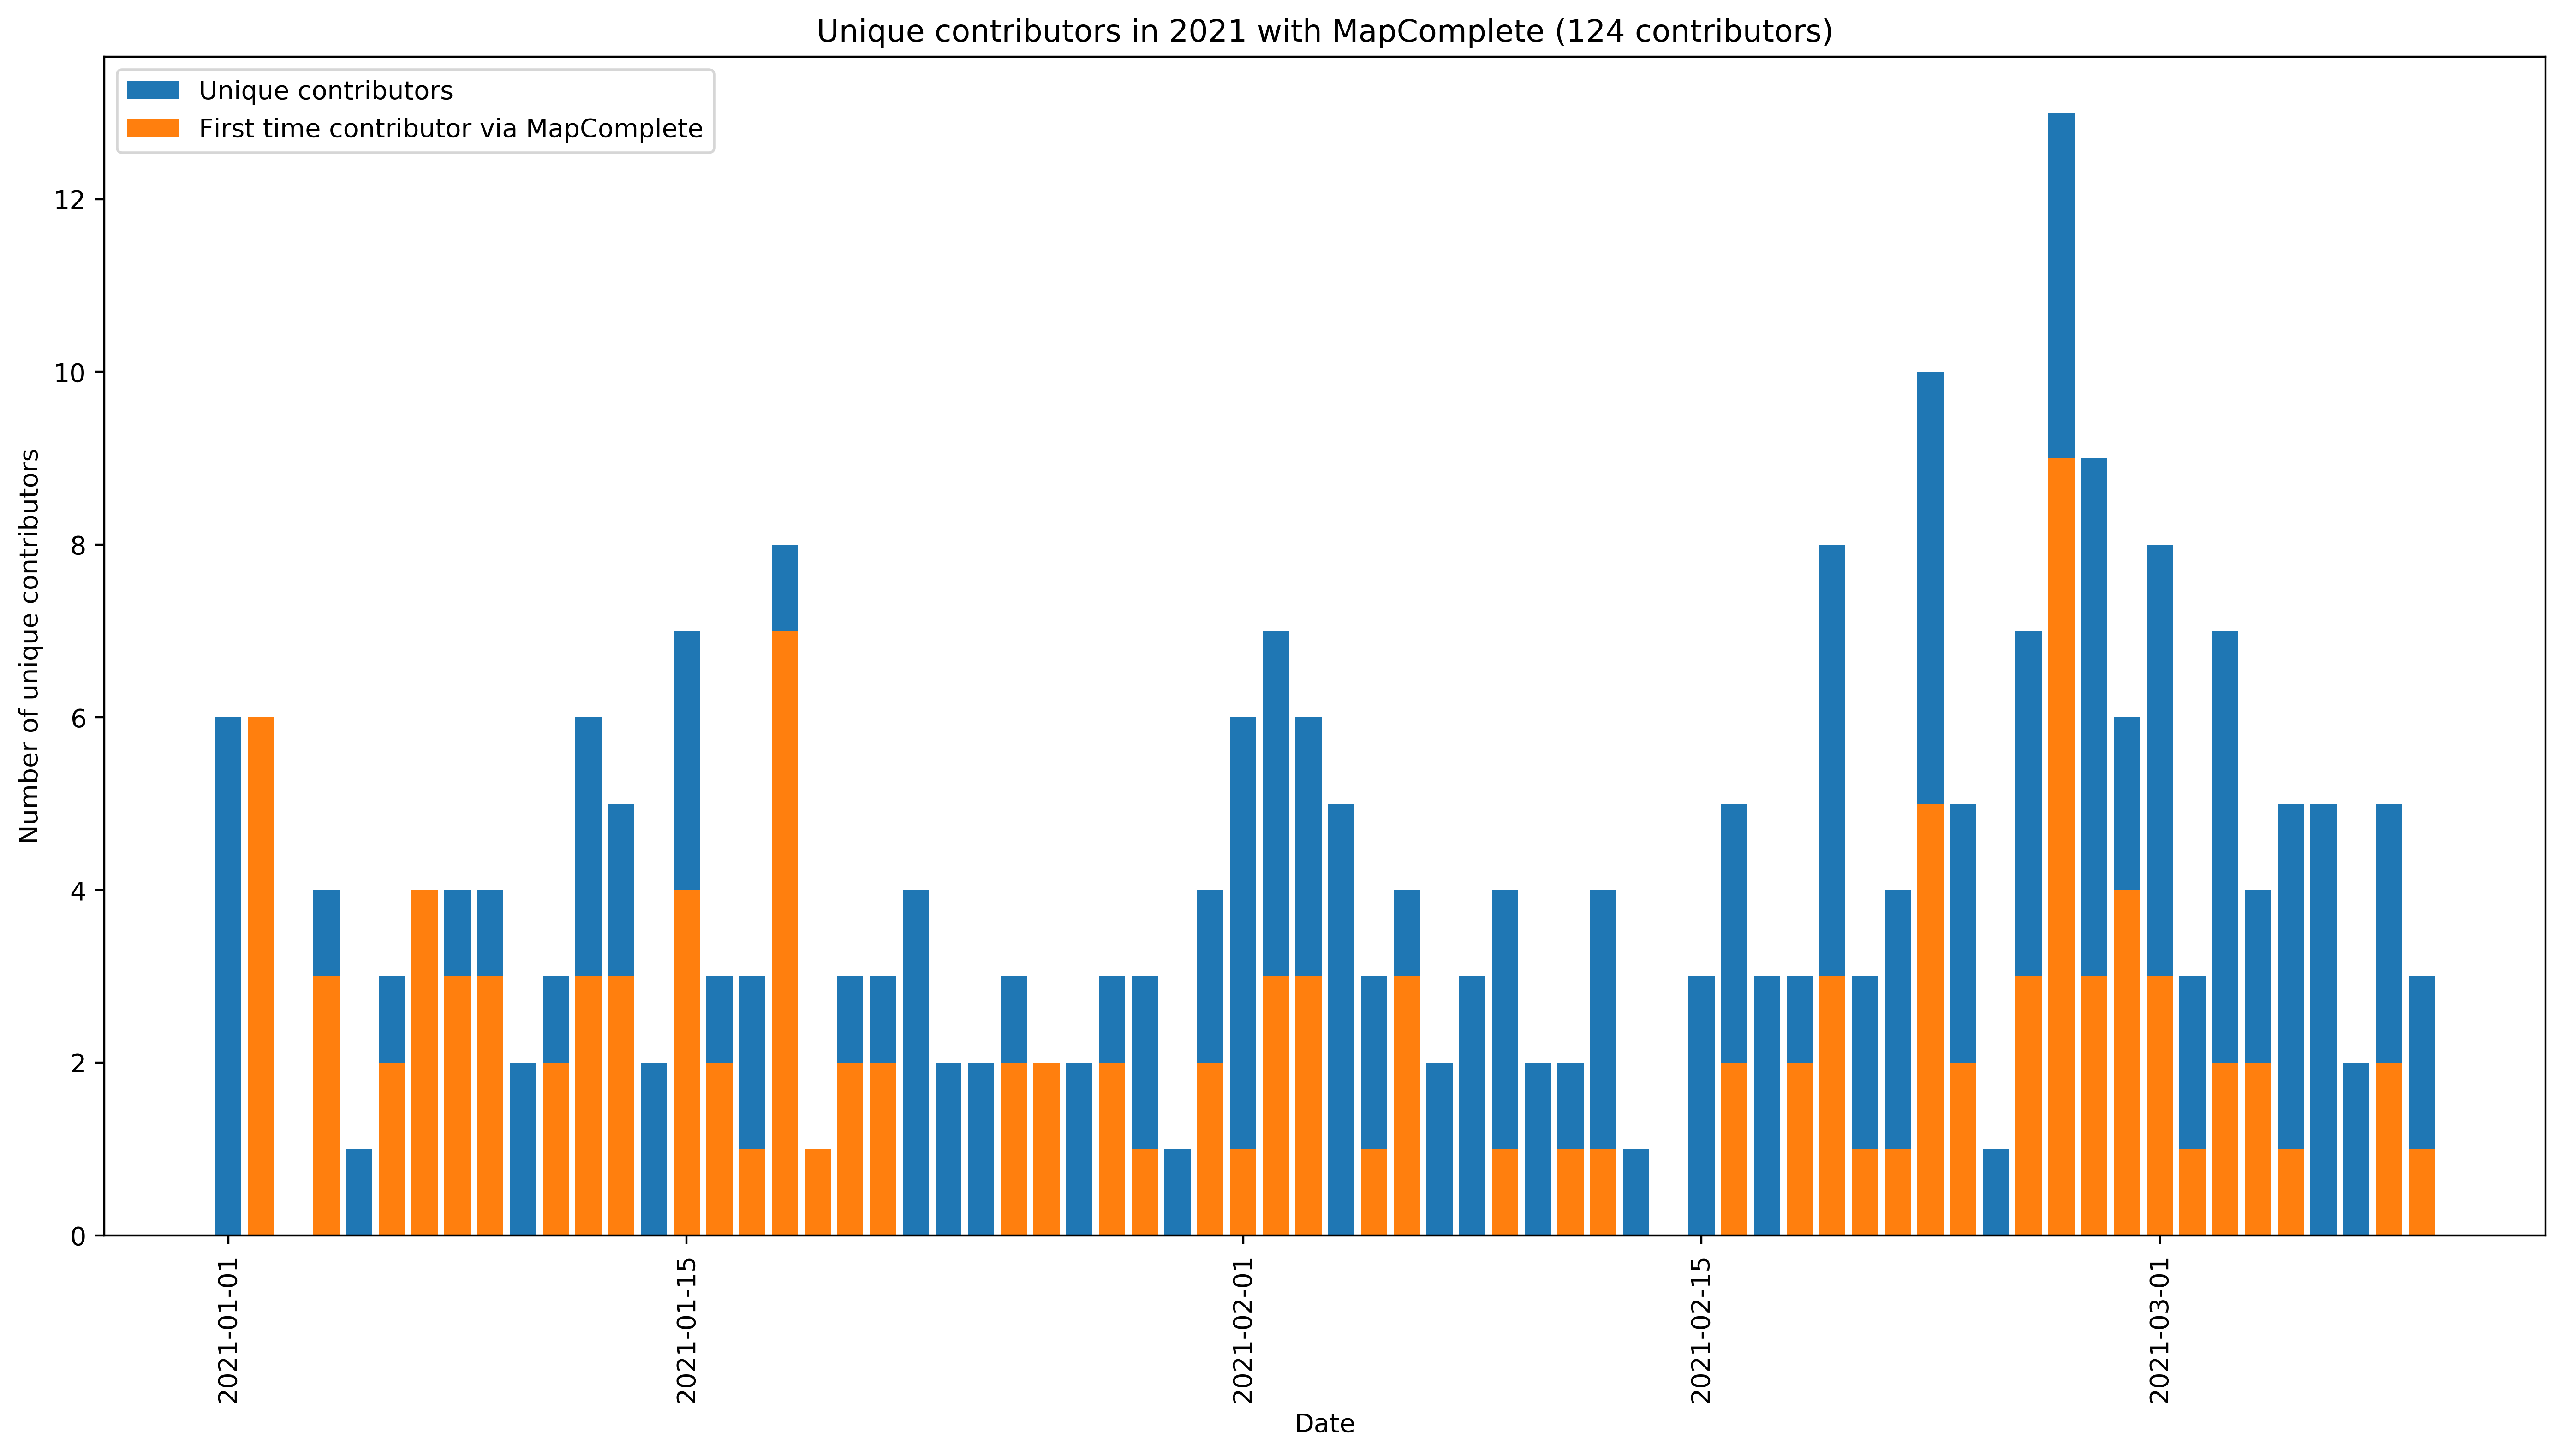 Unique contributors in 2021 with MapComplete (124 contributors)
Unique contributors
First time contributor via MapComplete
Number of unique contributors
12
10
8
6
4
2
0
2021-01-01
2021-01-15
2021-02-01
2021-02-15
2021-03-01
Date